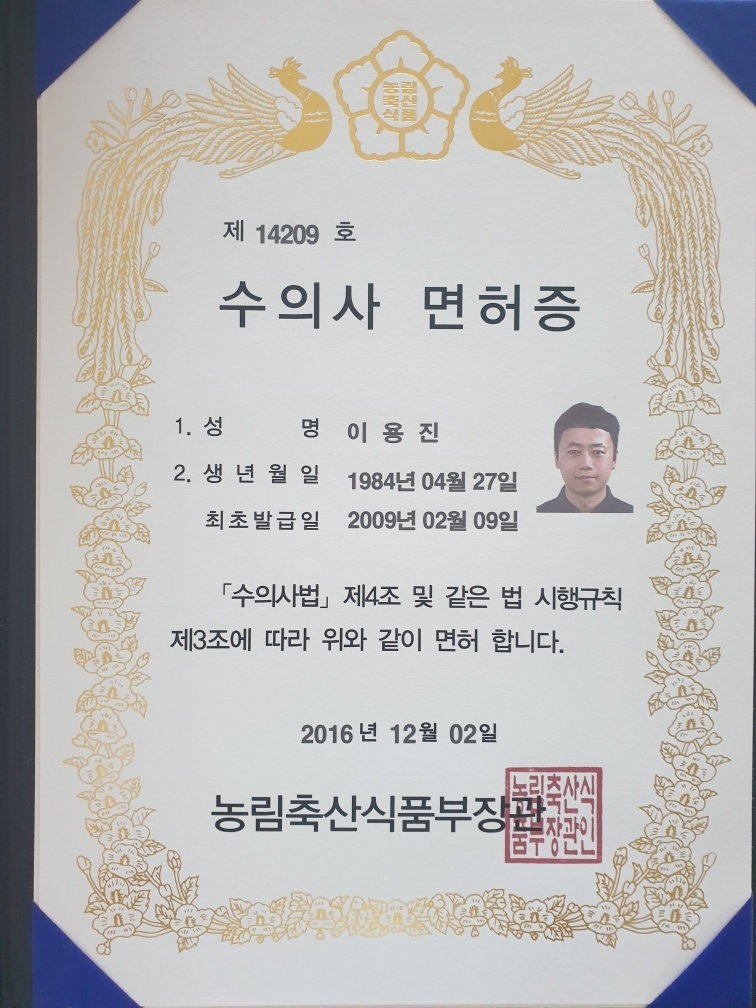 농림
축산
식품
제 14209 호
수의사 면허증
1. 성 명 이 용 진
2. 생 년 월 일 1984년 04월 27일
최초발급일 2009년 02월 09일
「수의사법」 제4조 및 같은 법 시행규칙
제3조에 따라 위와 같이 면허 합니다.
2016년 12월 02일
농림축산식품부장관
농림축산식
품부장관인